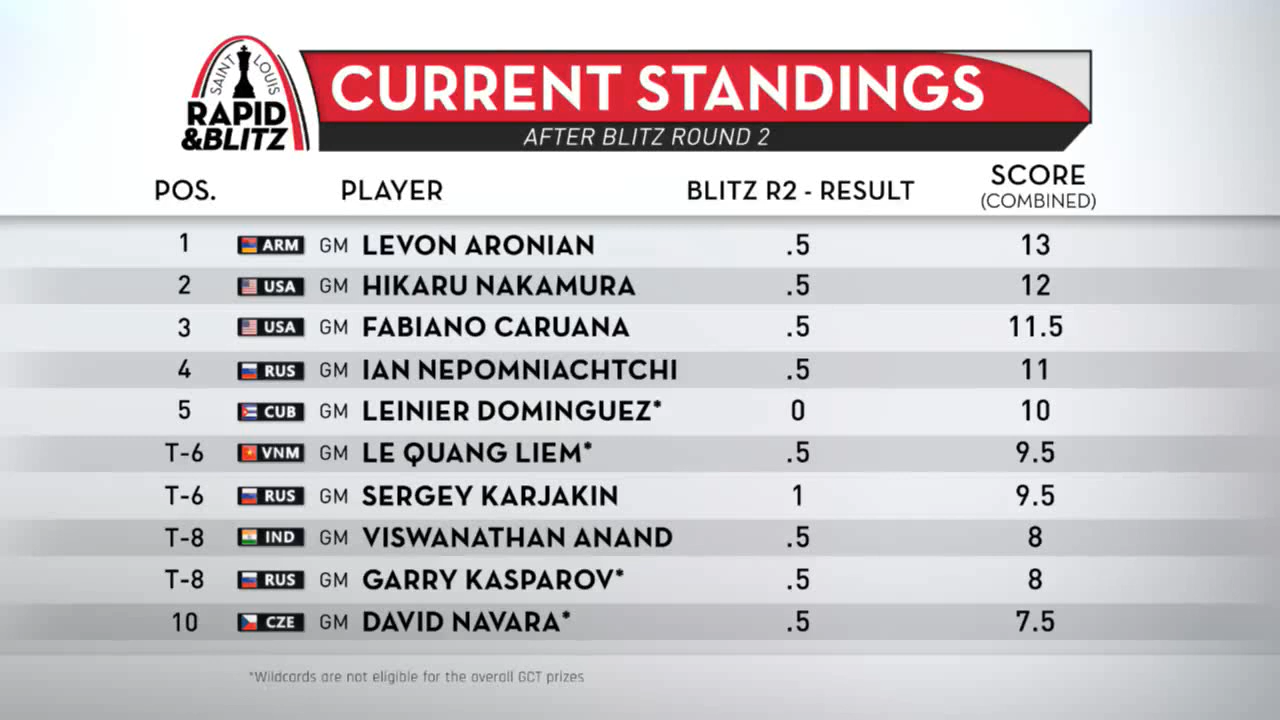 SAINT LOUIS
RAPID
&BLITZ
CURRENT STANDINGS
AFTER BLITZ ROUND 2
POS. PLAYER BLITZ R2 - RESULT SCORE
(COMBINED)
1 ARM GM LEVON ARONIAN .5 13
2 USA GM HIKARU NAKAMURA .5 12
3 USA GM FABIANO CARUANA .5 11.5
4 RUS GM IAN NEPOMNIACHTCHI .5 11
5 CUB GM LEINIER DOMINGUEZ* 0 10
T-6 VNM GM LE QUANG LIEM* .5 9.5
T-6 RUS GM SERGEY KARJAKIN 1 9.5
T-8 IND GM VISWANATHAN ANAND .5 8
T-8 RUS GM GARRY KASPAROV* .5 8
10 CZE GM DAVID NAVARA* .5 7.5
*Wildcards are not eligible for the overall GCT prizes